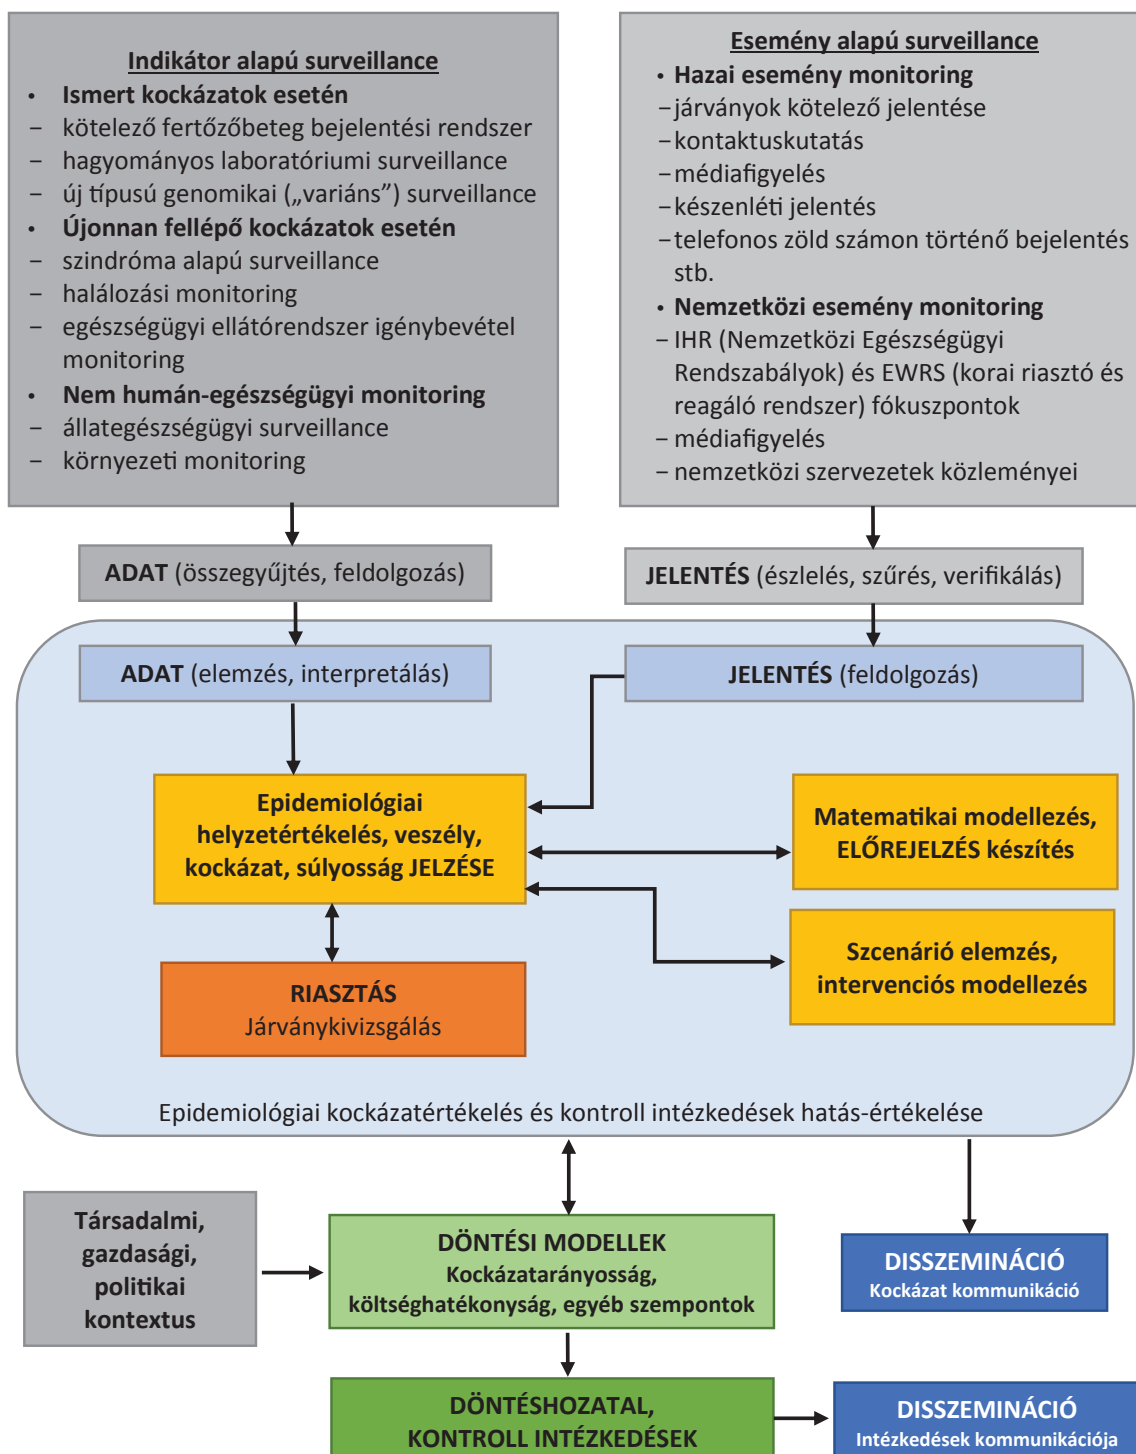 Indikátor alapú surveillance
• Ismert kockázatok esetén
– kötelező fertőzőbeteg bejelentési rendszer
– hagyományos laboratóriumi surveillance
– új típusú genomikai („variáns”) surveillance
• Újonnan fellépő kockázatok esetén
– szindróma alapú surveillance
– halálozási monitoring
– egészségügyi ellátórendszer igénybevétel
monitoring
• Nem humán-egészségügyi monitoring
– állategészségügyi surveillance
– környezeti monitoring
Esemény alapú surveillance
• Hazai esemény monitoring
– járványok kötelező jelentése
– kontaktuskutatás
– médiafigyelés
– készenléti jelentés
– telefonos zöld számon történő bejelentés
stb.
• Nemzetközi esemény monitoring
– IHR (Nemzetközi Egészségügyi
Rendszabályok) és EWRS (korai riasztó és
reagáló rendszer) fókuszpontok
– médiafigyelés
– nemzetközi szervezetek közleményei
ADAT (összegyűjtés, feldolgozás)
JELENTÉS (észlelés, szűrés, verifikálás)
ADAT (elemzés, interpretálás)
JELENTÉS (feldolgozás)
Epidemiológiai
helyzetértékelés, veszély,
kockázat, súlyosság JELZÉSE
Matematikai modellezés,
ELŐREJELZÉS készítés
Szcenárió elemzés,
intervenciós modellezés
RIASZTÁS
Járványkivizsgálás
Epidemiológiai kockázatértékelés és kontroll intézkedések hatás-értékelése
Társadalmi,
gazdasági,
politikai
kontextus
DÖNTÉSI MODELLEK
Kockázatarányosság,
költséghatékonyság, egyéb szempontok
DISSZEMINÁCIÓ
Kockázat kommunikáció
DÖNTÉSHOZATAL,
KONTROLL INTÉZKEDÉSEK
DISSZEMINÁCIÓ
Intézkedések kommunikációja